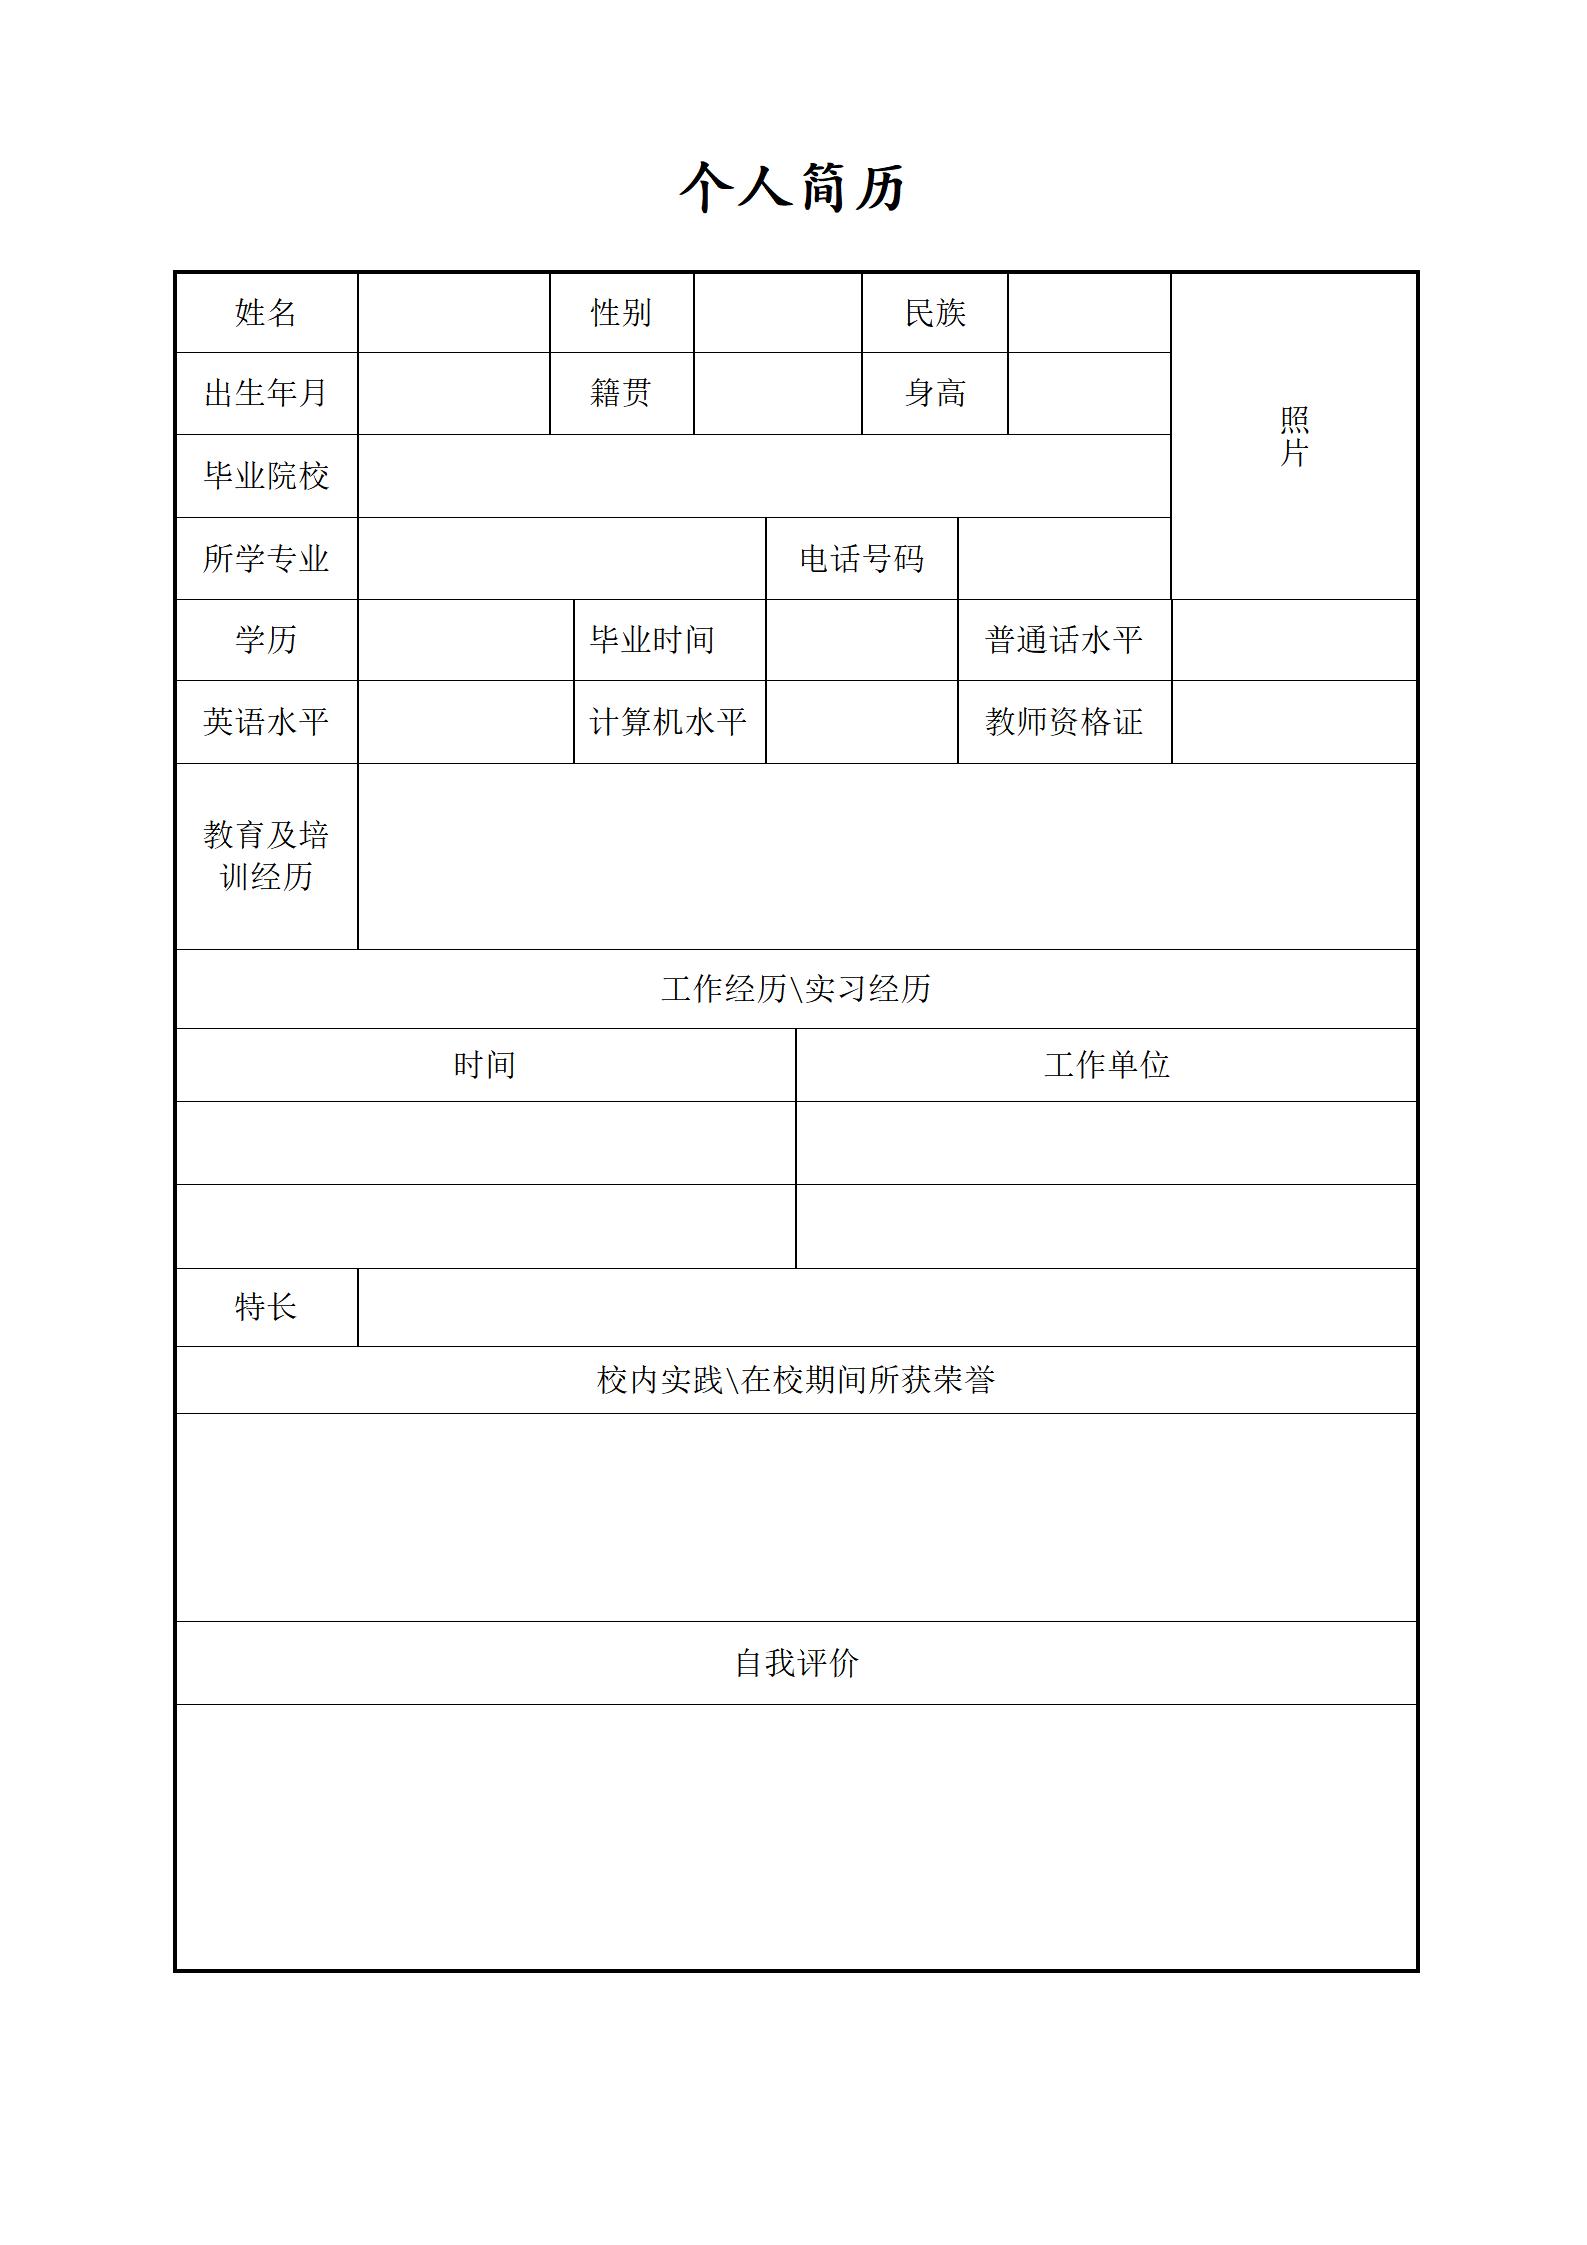 个人简历
姓名 性别 民族
出生年月 籍贯 身高
照
片
毕业院校
所学专业 电话号码
学历 毕业时间 普通话水平
英语水平 计算机水平 教师资格证
教育及培
训经历
工作经历\实习经历
时间 工作单位
特长
校内实践\在校期间所获荣誉
自我评价